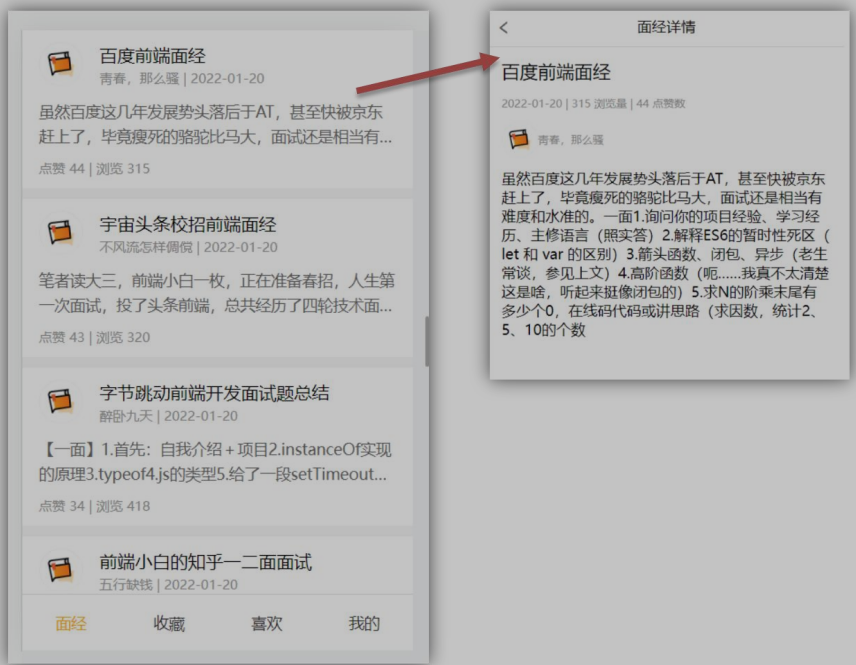 百度前端面经
青春，那么骚 | 2022-01-20
虽然百度这几年发展势头落后于AT，甚至快被京东
赶上了，毕竟瘦死的骆驼比马大，面试还是相当有...
点赞 44 | 浏览 315
宇宙头条校招前端面经
不风流怎样倜傥 | 2022-01-20
笔者读大三，前端小白一枚，正在准备春招，人生第
一次面试，投了头条前端，总共经历了四轮技术面...
点赞 43 | 浏览 320
字节跳动前端开发面试题总结
醉卧九天 | 2022-01-20
【一面】1.首先：自我介绍 + 项目2.instanceOf实现
的原理3.typeof4.js的类型5.给了一段setTimeout...
点赞 34 | 浏览 418
前端小白的知乎一二面面试
五行缺钱 | 2022-01-20
面经 收藏 喜欢 我的
面经详情
百度前端面经
2022-01-20 | 315 浏览量 | 44 点赞数
青春，那么骚
虽然百度这几年发展势头落后于AT，甚至快被京东
赶上了，毕竟瘦死的骆驼比马大，面试还是相当有
难度和水准的。一面1.询问你的项目经验、学习经
历、主修语言（照实答）2.解释ES6的暂时性死区（
let 和 var 的区别）3.箭头函数、闭包、异步（老生
常谈，参见上文）4.高阶函数（呃......我真不太清楚
这是啥，听起来挺像闭包的）5.求N的阶乘末尾有
多少个0，在线码代码或讲思路（求因数，统计2、
5、10的个数